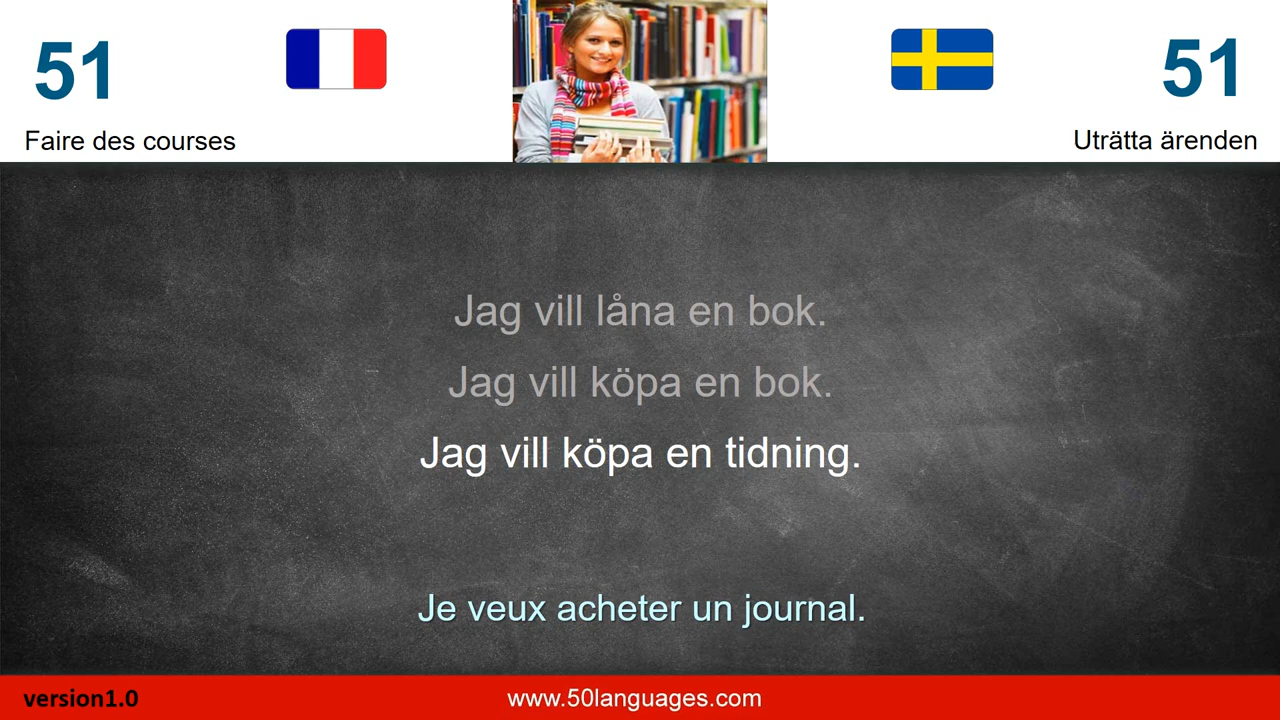 51
51
Faire des courses
Uträtta ärenden
Jag vill låna en bok.
Jag vill köpa en bok.
Jag vill köpa en tidning.
Je veux acheter un journal.
version1.0
www.50languages.com